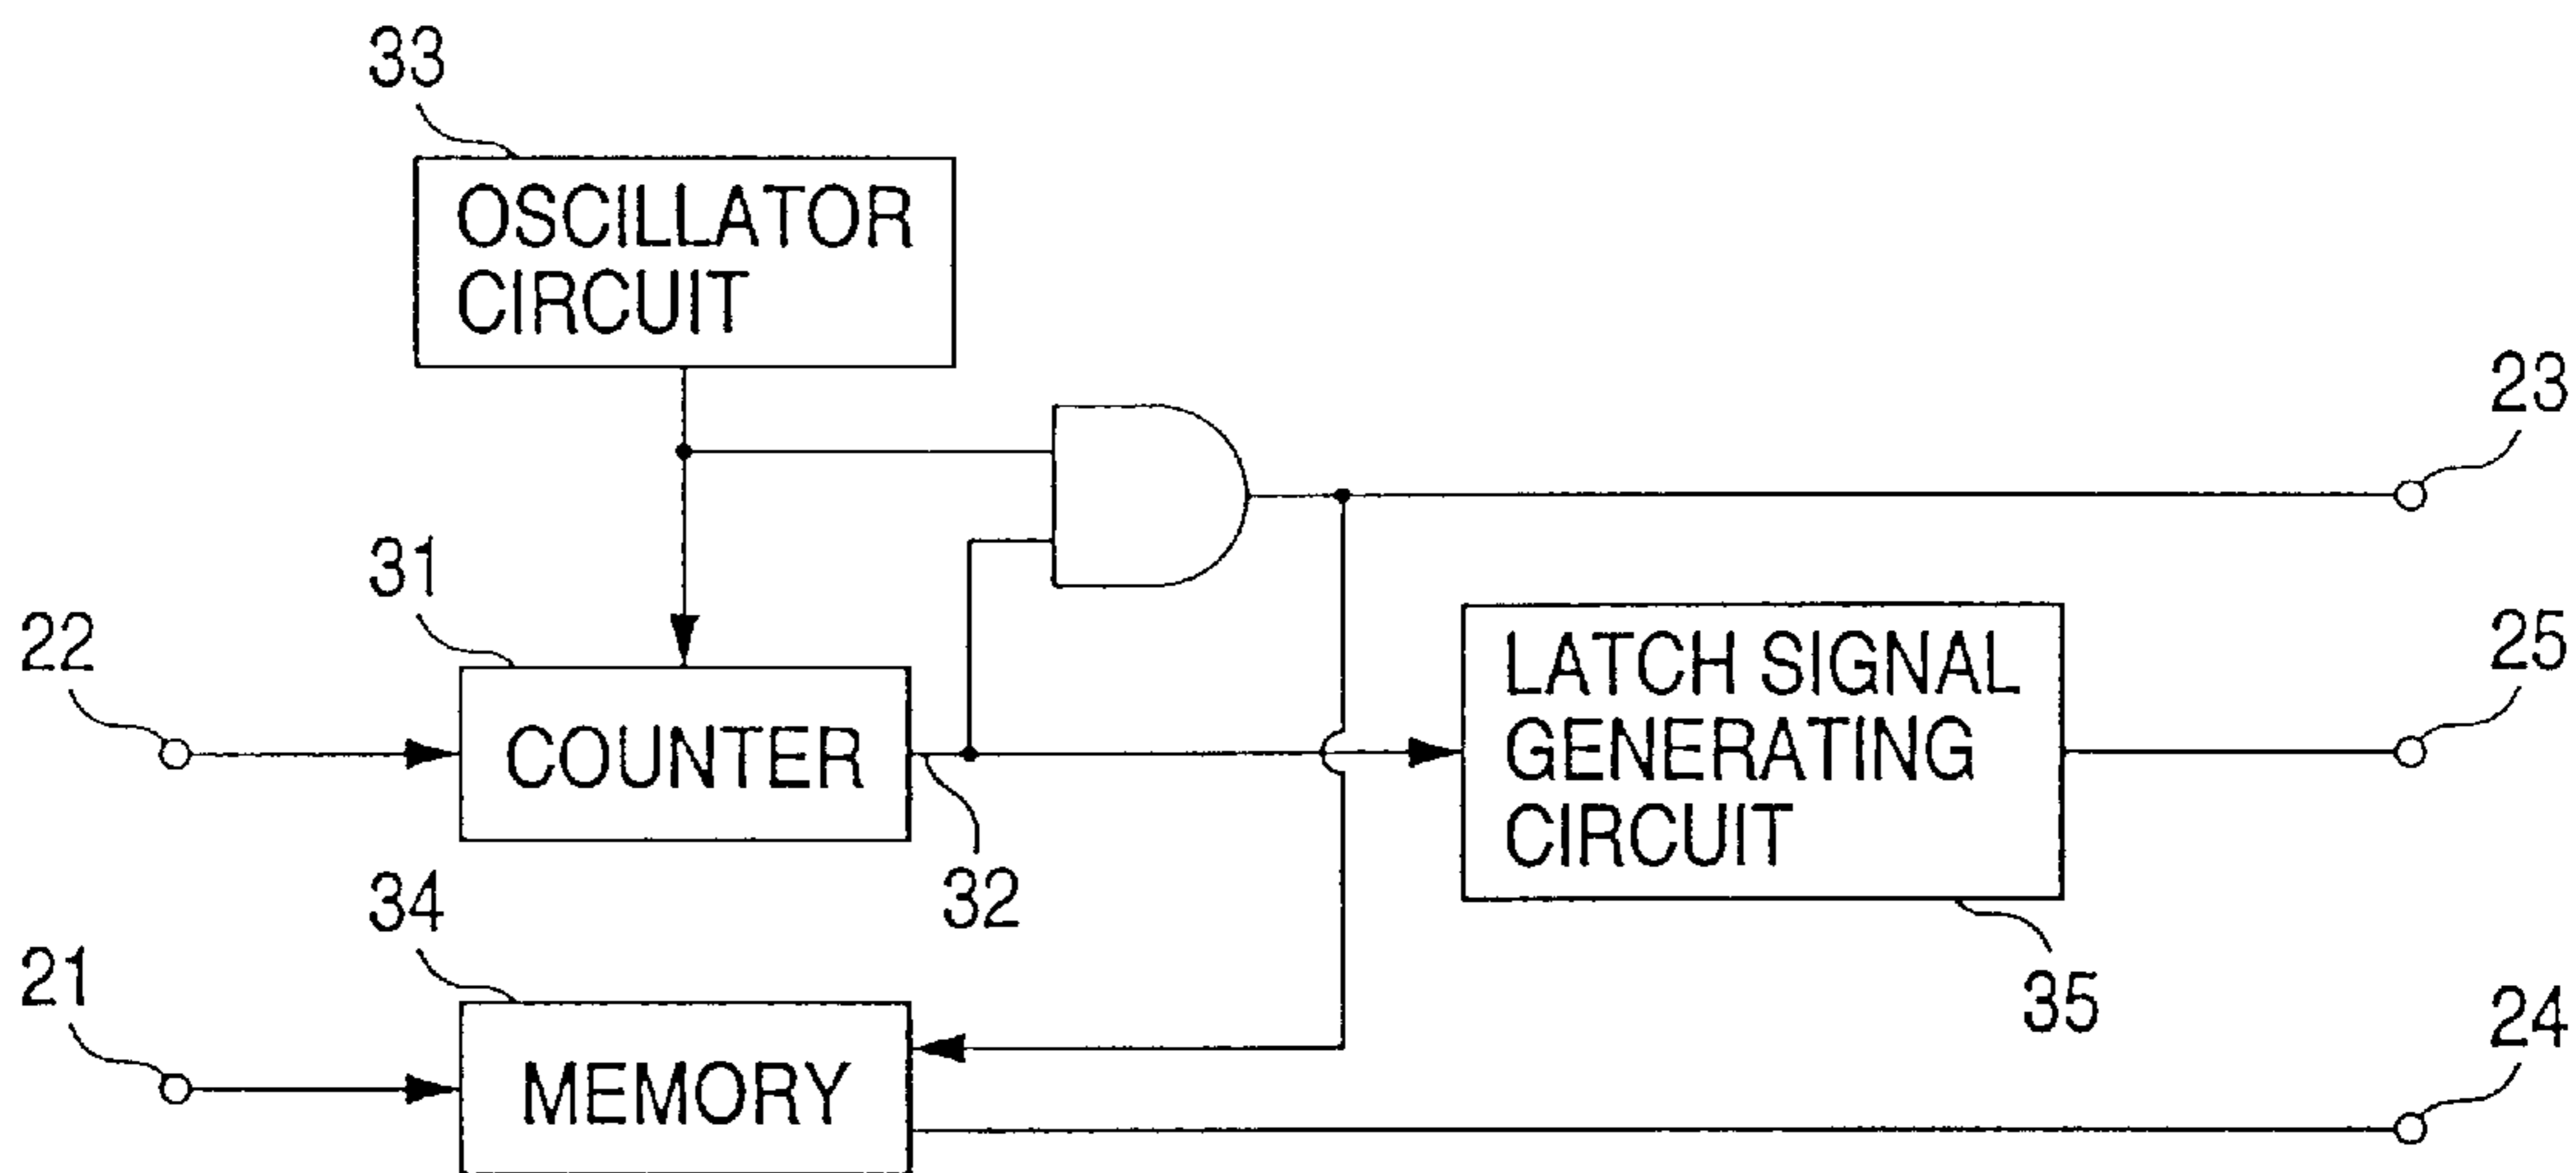 33
OSCILLATOR
CIRCUIT
23
31
22
COUNTER
32
LATCH SIGNAL
GENERATING
CIRCUIT
25
34
21
MEMORY
35
24